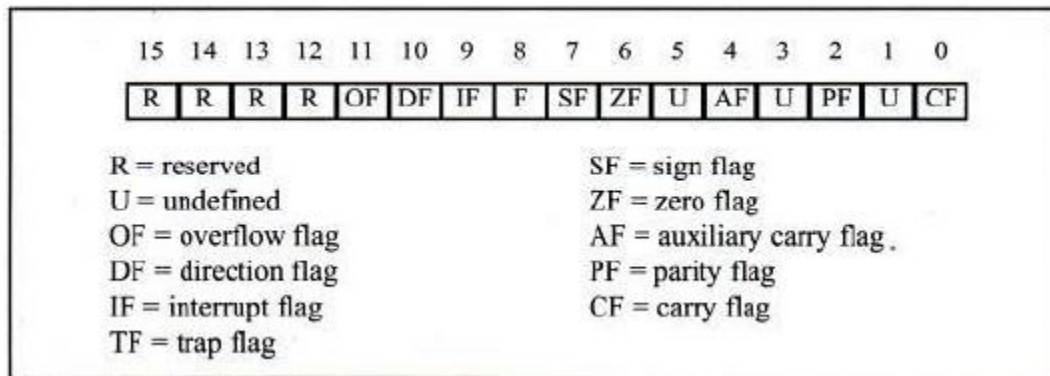 15 14 13 12 11 10 9 8 7 6 5 4 3 2 1 0
R R R R OF DF IF F SF ZF U AF U PF U CF
R = reserved
U = undefined
OF = overflow flag
DF = direction flag
IF = interrupt flag
TF = trap flag
SF = sign flag
ZF = zero flag
AF = auxiliary carry flag .
PF = parity flag
CF = carry flag